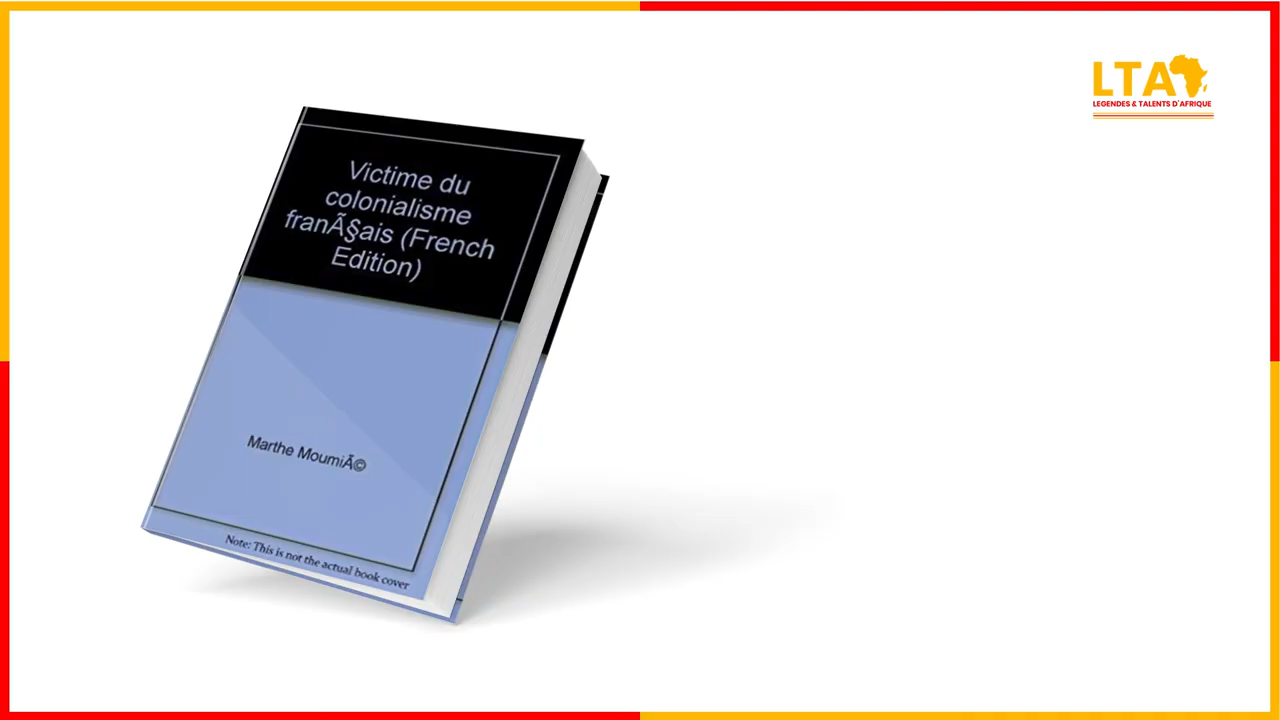 LTA
LEGENDES & TALENTS D'AFRIQUE
Victime du
colonialisme
franÃ§ais (French
Edition)
Marthe MoumiÃ©
Note: This is not the actual book cover